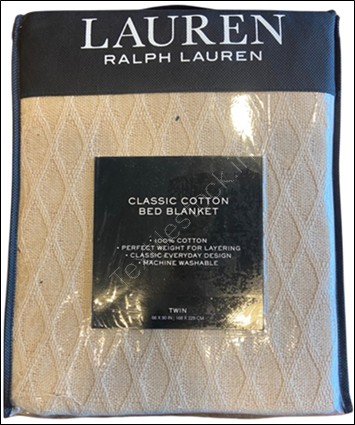 LAUREN
RALPH LAUREN
CLASSIC COTTON
BED BLANKET
• 100% COTTON
• PERFECT WEIGHT FOR LAYERING
• CLASSIC EVERYDAY DESIGN
• MACHINE WASHABLE
TWIN